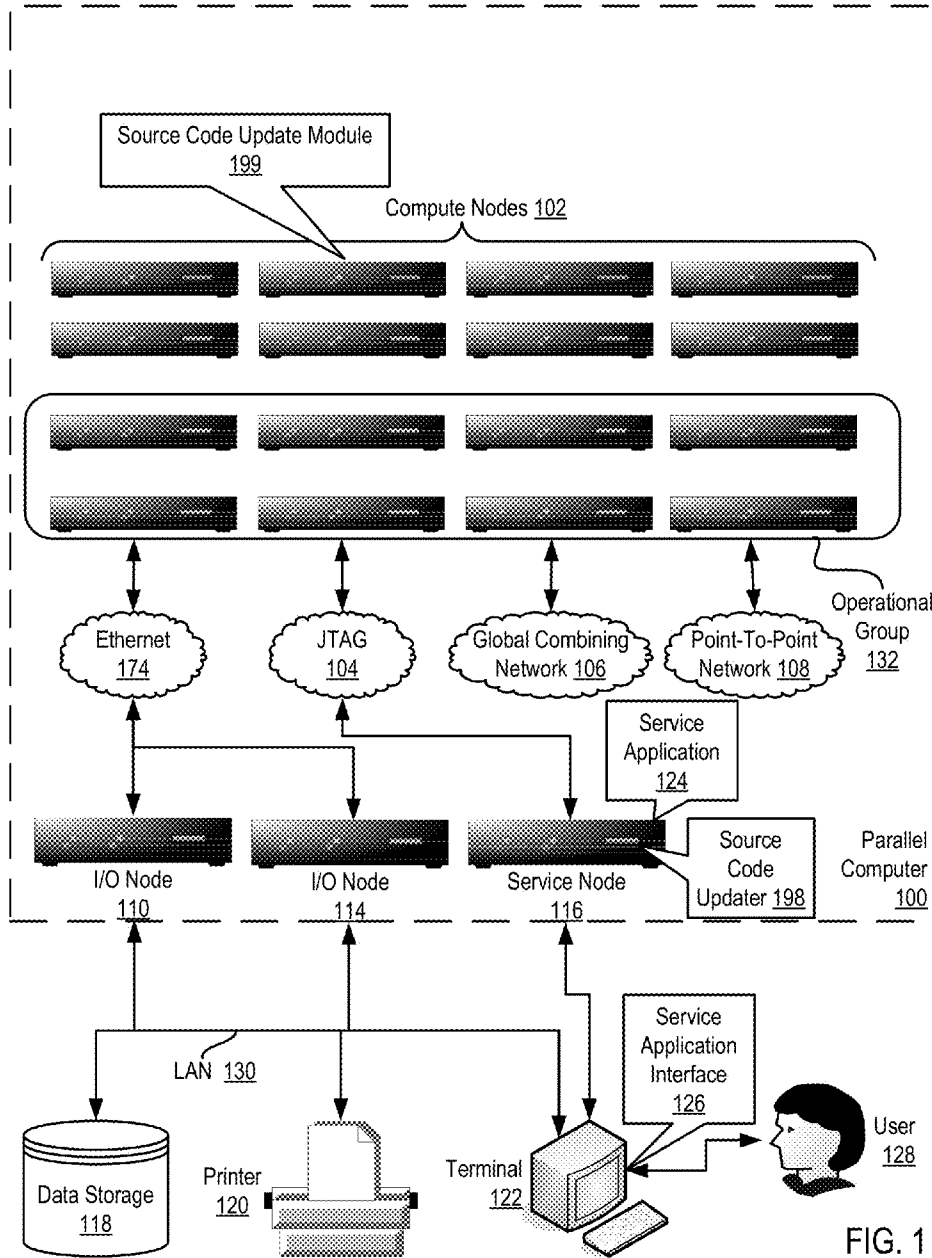 Source Code Update Module
199
Compute Nodes 102
Operational
Group
132
Ethernet
174
JTAG
104
Global Combining
Network 106
Point-To-Point
Network 108
Service
Application
124
Source
Code
Updater 198
Parallel
Computer
100
I/O Node
110
I/O Node
114
Service Node
116
LAN 130
Service
Application
Interface
126
Data Storage
118
Printer
120
Terminal
122
User
128
FIG. 1